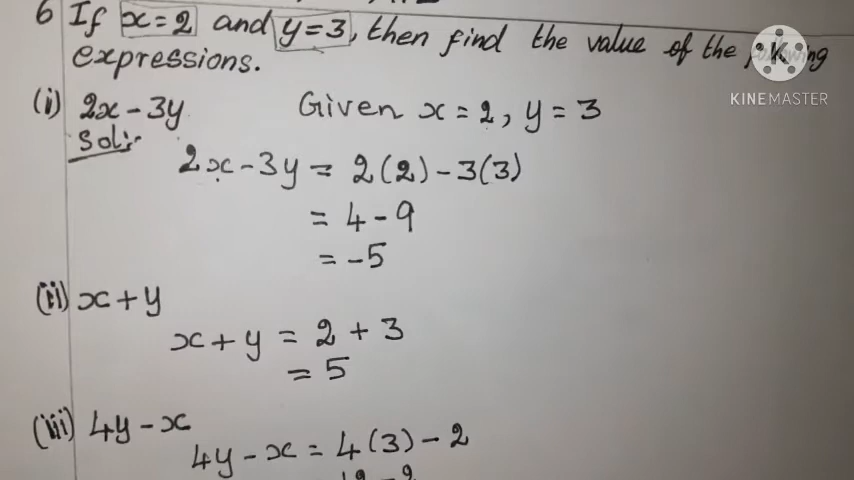 6 If x=2 and y=3, then find the value of the
expressions.
(i) 2x-3y Given x=2, y=3
Sol:-
2x-3y = 2(2)-3(3)
= 4-9
= -5
(ii) x+y
x+y = 2+3
= 5
(iii) 4y-x
4y-x = 4(3)-2
12-2
K
KINEMASTER